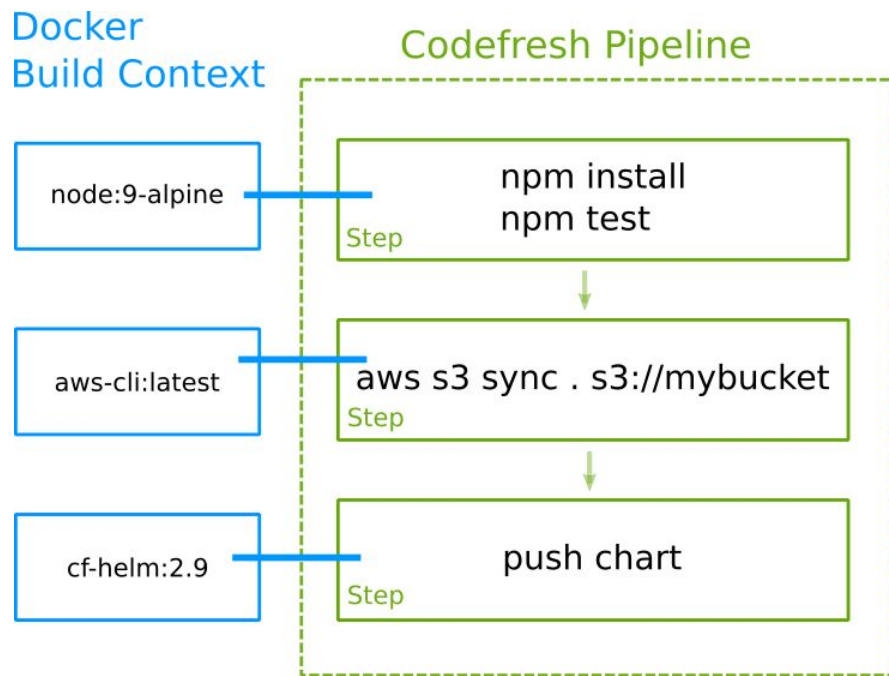 Docker
Build Context
Codefresh Pipeline
node:9-alpine
npm install
npm test
Step
aws-cli:latest
aws s3 sync . s3://mybucket
Step
cf-helm:2.9
push chart
Step